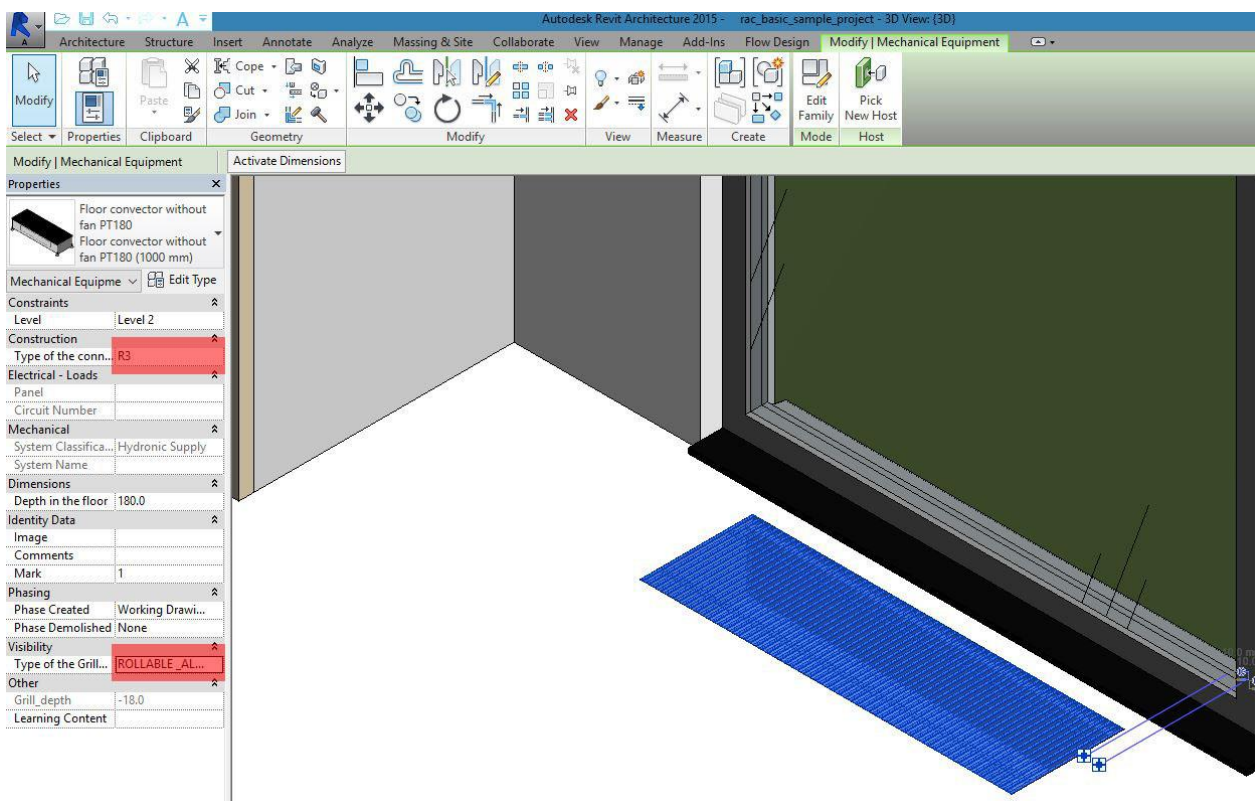 Autodesk Revit Architecture 2015 - rac_basic_sample_project - 3D View: {3D}
Architecture Structure Insert Annotate Analyze Massing & Site Collaborate View Manage Add-Ins Flow Design Modify | Mechanical Equipment
Modify
Paste
Cope
Cut
Join
Edit Family
Pick New Host
Select Properties Clipboard Geometry Modify View Measure Create Mode Host
Modify | Mechanical Equipment Activate Dimensions
Properties
Floor convector without
fan PT180
Floor convector without
fan PT180 (1000 mm)
Mechanical Equipme Edit Type
Constraints
Level Level 2
Construction
Type of the conn... R3
Electrical - Loads
Panel
Circuit Number
Mechanical
System Classifica... Hydronic Supply
System Name
Dimensions
Depth in the floor 180.0
Identity Data
Image
Comments
Mark 1
Phasing
Phase Created Working Drawi...
Phase Demolished None
Visibility
Type of the Grill... ROLLABLE_AL...
Other
Grill_depth -18.0
Learning Content